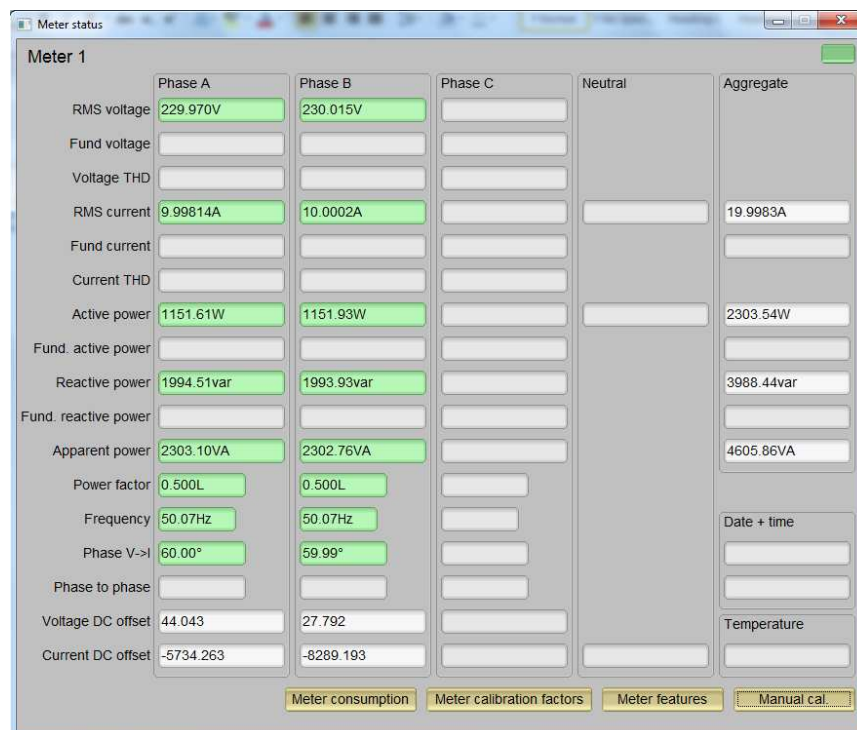 Meter status
Meter 1
Phase A Phase B Phase C Neutral Aggregate
RMS voltage 229.970V 230.015V
Fund voltage
Voltage THD
RMS current 9.99814A 10.0002A 19.9983A
Fund current
Current THD
Active power 1151.61W 1151.93W 2303.54W
Fund. active power
Reactive power 1994.51var 1993.93var 3988.44var
Fund. reactive power
Apparent power 2303.10VA 2302.76VA 4605.86VA
Power factor 0.500L 0.500L
Frequency 50.07Hz 50.07Hz Date + time
Phase V->I 60.00° 59.99°
Phase to phase
Voltage DC offset 44.043 27.792 Temperature
Current DC offset -5734.263 -8289.193
Meter consumption Meter calibration factors Meter features Manual cal.